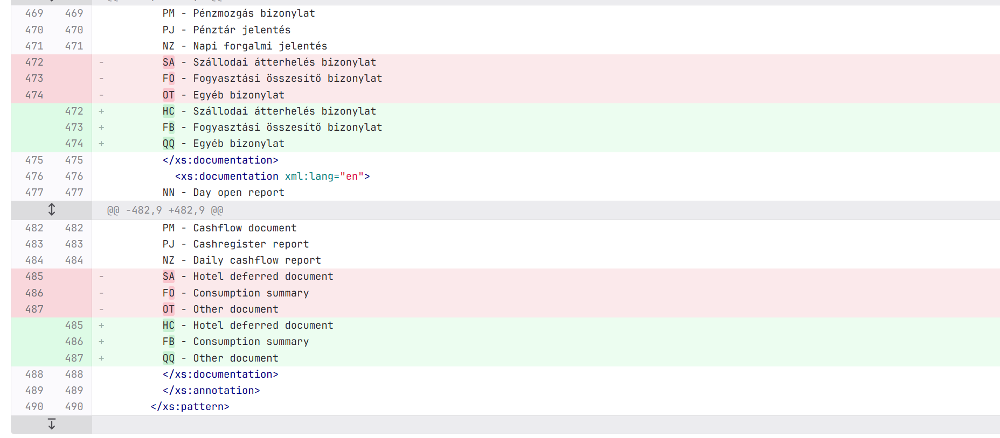 469 469 PM - Pénzmozgás bizonylat
470 470 PJ - Pénztár jelentés
471 471 NZ - Napi forgalmi jelentés
472 - SA - Szállodai átterhelés bizonylat
473 - FO - Fogyasztási összesítő bizonylat
474 - OT - Egyéb bizonylat
472 + HC - Szállodai átterhelés bizonylat
473 + FB - Fogyasztási összesítő bizonylat
474 + QQ - Egyéb bizonylat
475 475 </xs:documentation>
476 476 <xs:documentation xml:lang="en">
477 477 NN - Day open report
@@ -482,9 +482,9 @@
482 482 PM - Cashflow document
483 483 PJ - Cashregister report
484 484 NZ - Daily cashflow report
485 - SA - Hotel deferred document
486 - FO - Consumption summary
487 - OT - Other document
485 + HC - Hotel deferred document
486 + FB - Consumption summary
487 + QQ - Other document
488 488 </xs:documentation>
489 489 </xs:annotation>
490 490 </xs:pattern>